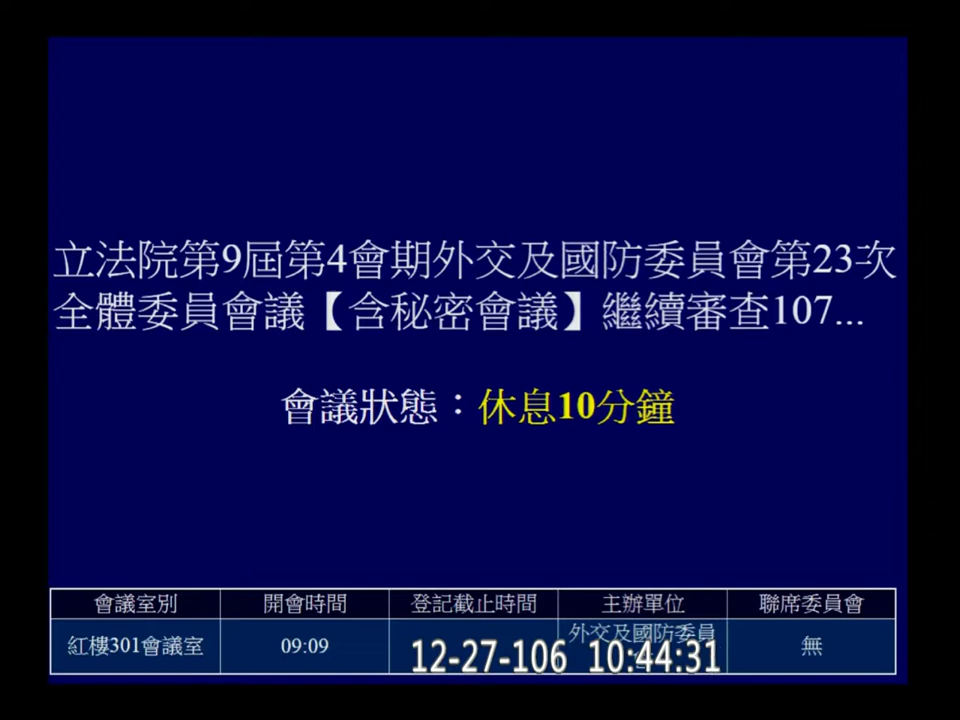 立法院第9屆第4會期外交及國防委員會第23次
全體委員會議【含秘密會議】繼續審查107...
會議狀態：休息10分鐘
會議室別 開會時間 登記截止時間 主辦單位 聯席委員會
紅樓301會議室 09:09 外交及國防委員 無
12-27-106 10:44:31